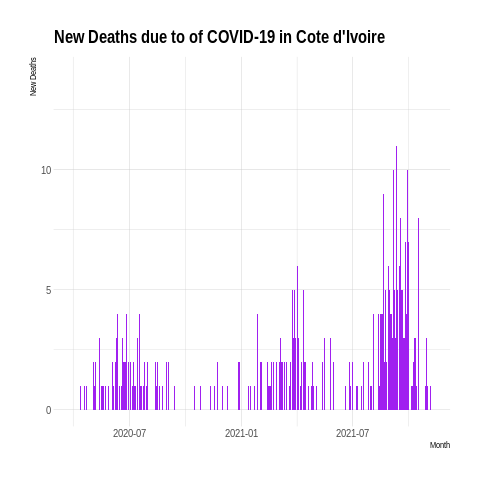 New Deaths due to of COVID-19 in Cote d'Ivoire
New Deaths
10
5
0
2020-07 2021-01 2021-07
Month